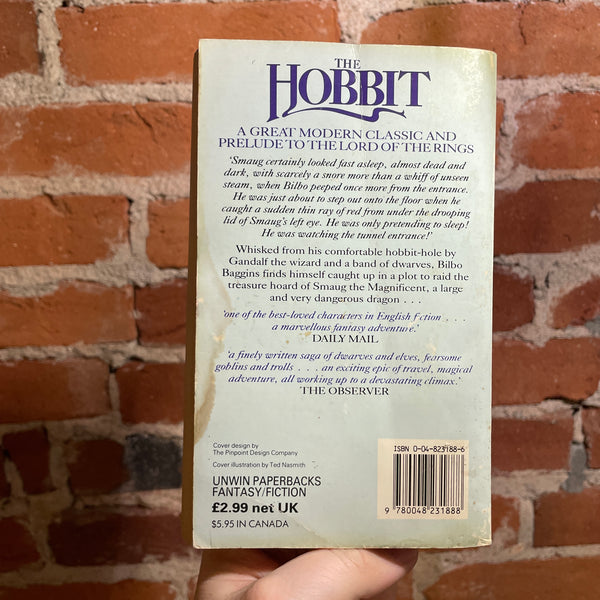 THE
HOBBIT
A GREAT MODERN CLASSIC AND
PRELUDE TO THE LORD OF THE RINGS
'Smaug certainly looked fast asleep, almost dead and
dark, with scarcely a snore more than a whiff of unseen
steam, when Bilbo peeped once more from the entrance.
He was just about to step out onto the floor when he
caught a sudden thin ray of red from under the drooping
lid of Smaug's left eye. He was only pretending to sleep!
He was watching the tunnel entrance!'
Whisked from his comfortable hobbit-hole by
Gandalf the wizard and a band of dwarves, Bilbo
Baggins finds himself caught up in a plot to raid the
treasure hoard of Smaug the Magnificent, a large
and very dangerous dragon . . .
'one of the best-loved characters in English fiction . . .
a marvellous fantasy adventure.'
DAILY MAIL
'a finely written saga of dwarves and elves, fearsome
goblins and trolls . . . . an exciting epic of travel, magical
adventure, all working up to a devastating climax.'
THE OBSERVER
Cover design by
The Pinpoint Design Company
Cover illustration by Ted Nasmith
UNWIN PAPERBACKS
FANTASY/FICTION
£2.99 net UK
$5.95 IN CANADA
ISBN 0-04-823188-6
9 780048 231888